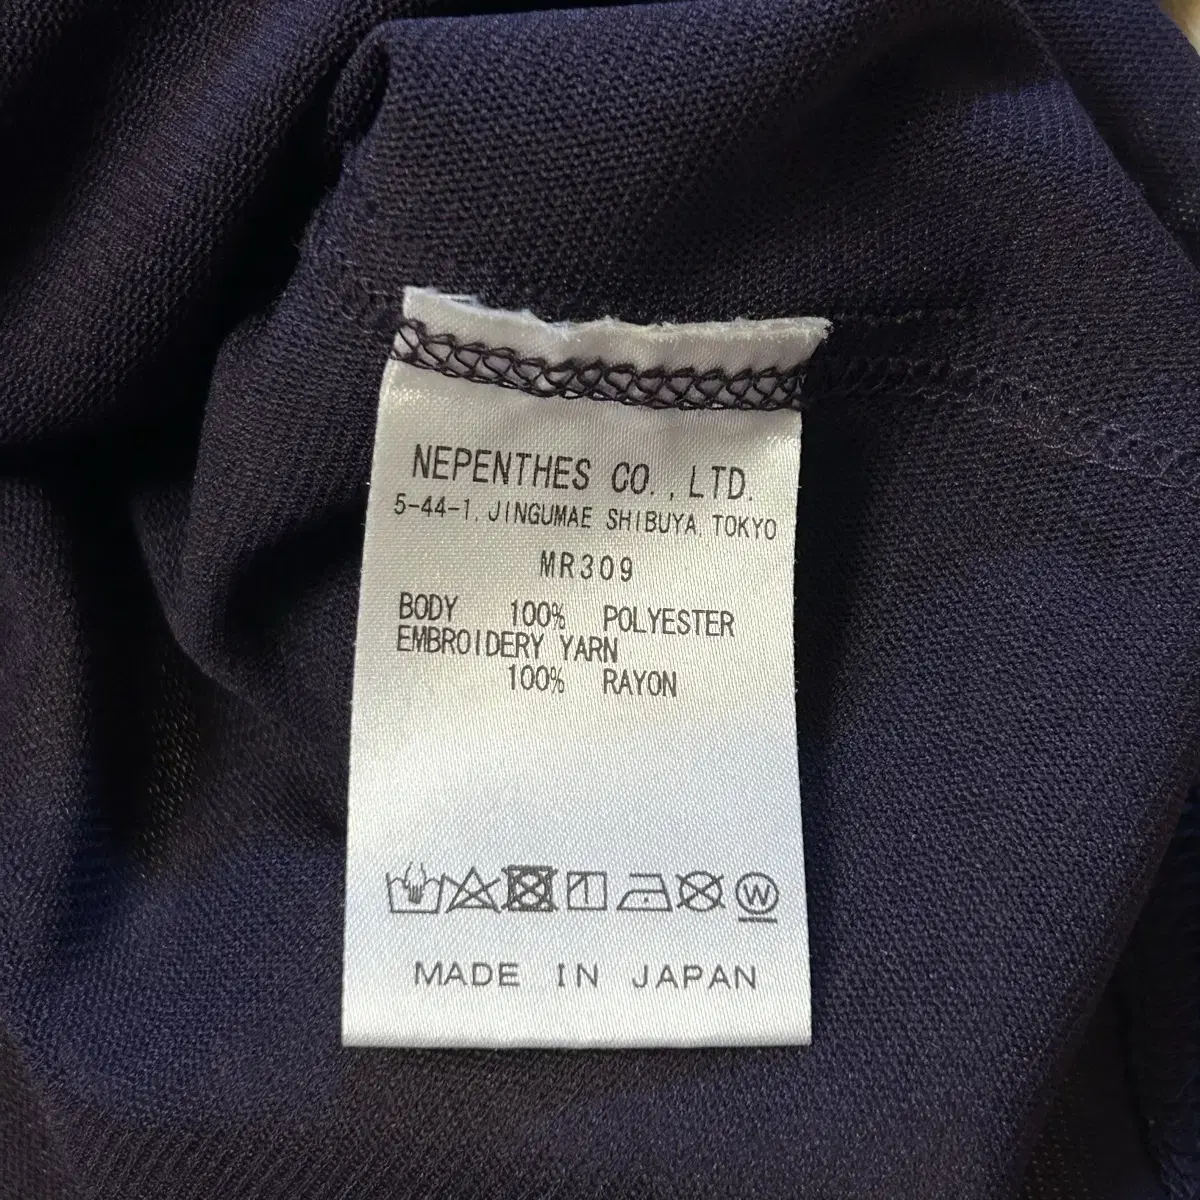 NEPENTHES CO.,LTD.
5-44-1, JINGUMAE SHIBUYA, TOKYO
MR309
BODY 100% POLYESTER
EMBROIDERY YARN
100% RAYON
W
MADE IN JAPAN